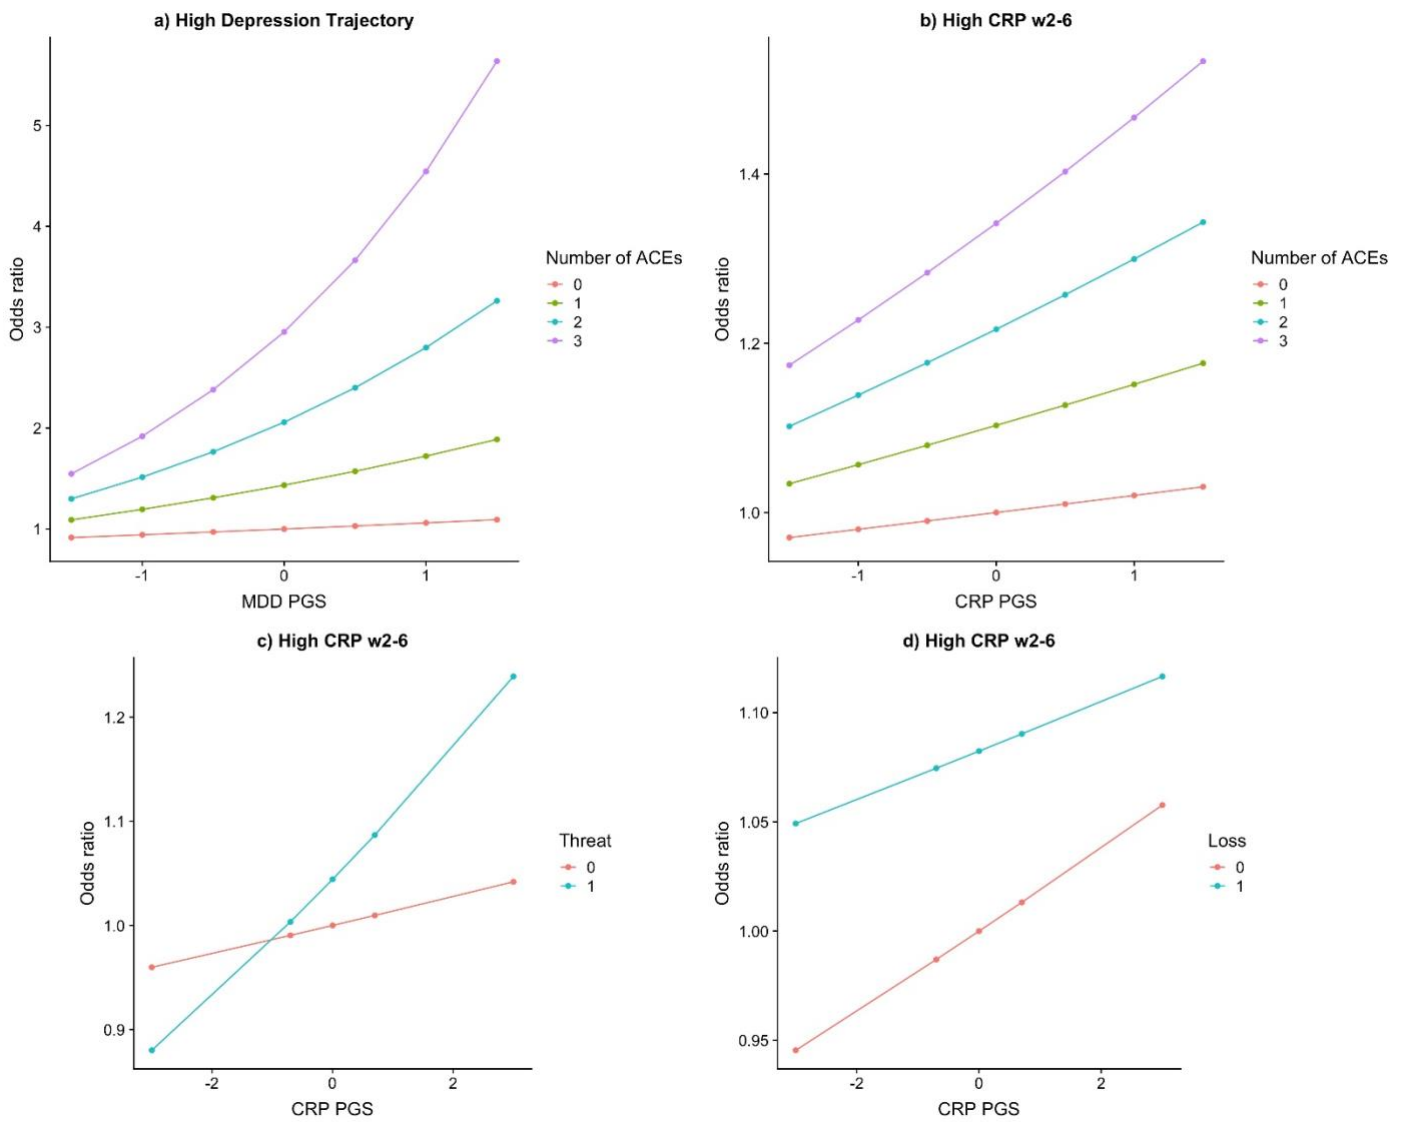 a) High Depression Trajectory
5
4
3
2
1
Odds ratio
-1 0 1
MDD PGS
Number of ACEs
0
1
2
3
b) High CRP w2-6
1.4
1.2
1.0
Odds ratio
-1 0 1
CRP PGS
Number of ACEs
0
1
2
3
c) High CRP w2-6
1.2
1.1
1.0
0.9
Odds ratio
-2 0 2
CRP PGS
Threat
0
1
d) High CRP w2-6
1.10
1.05
1.00
0.95
Odds ratio
-2 0 2
CRP PGS
Loss
0
1